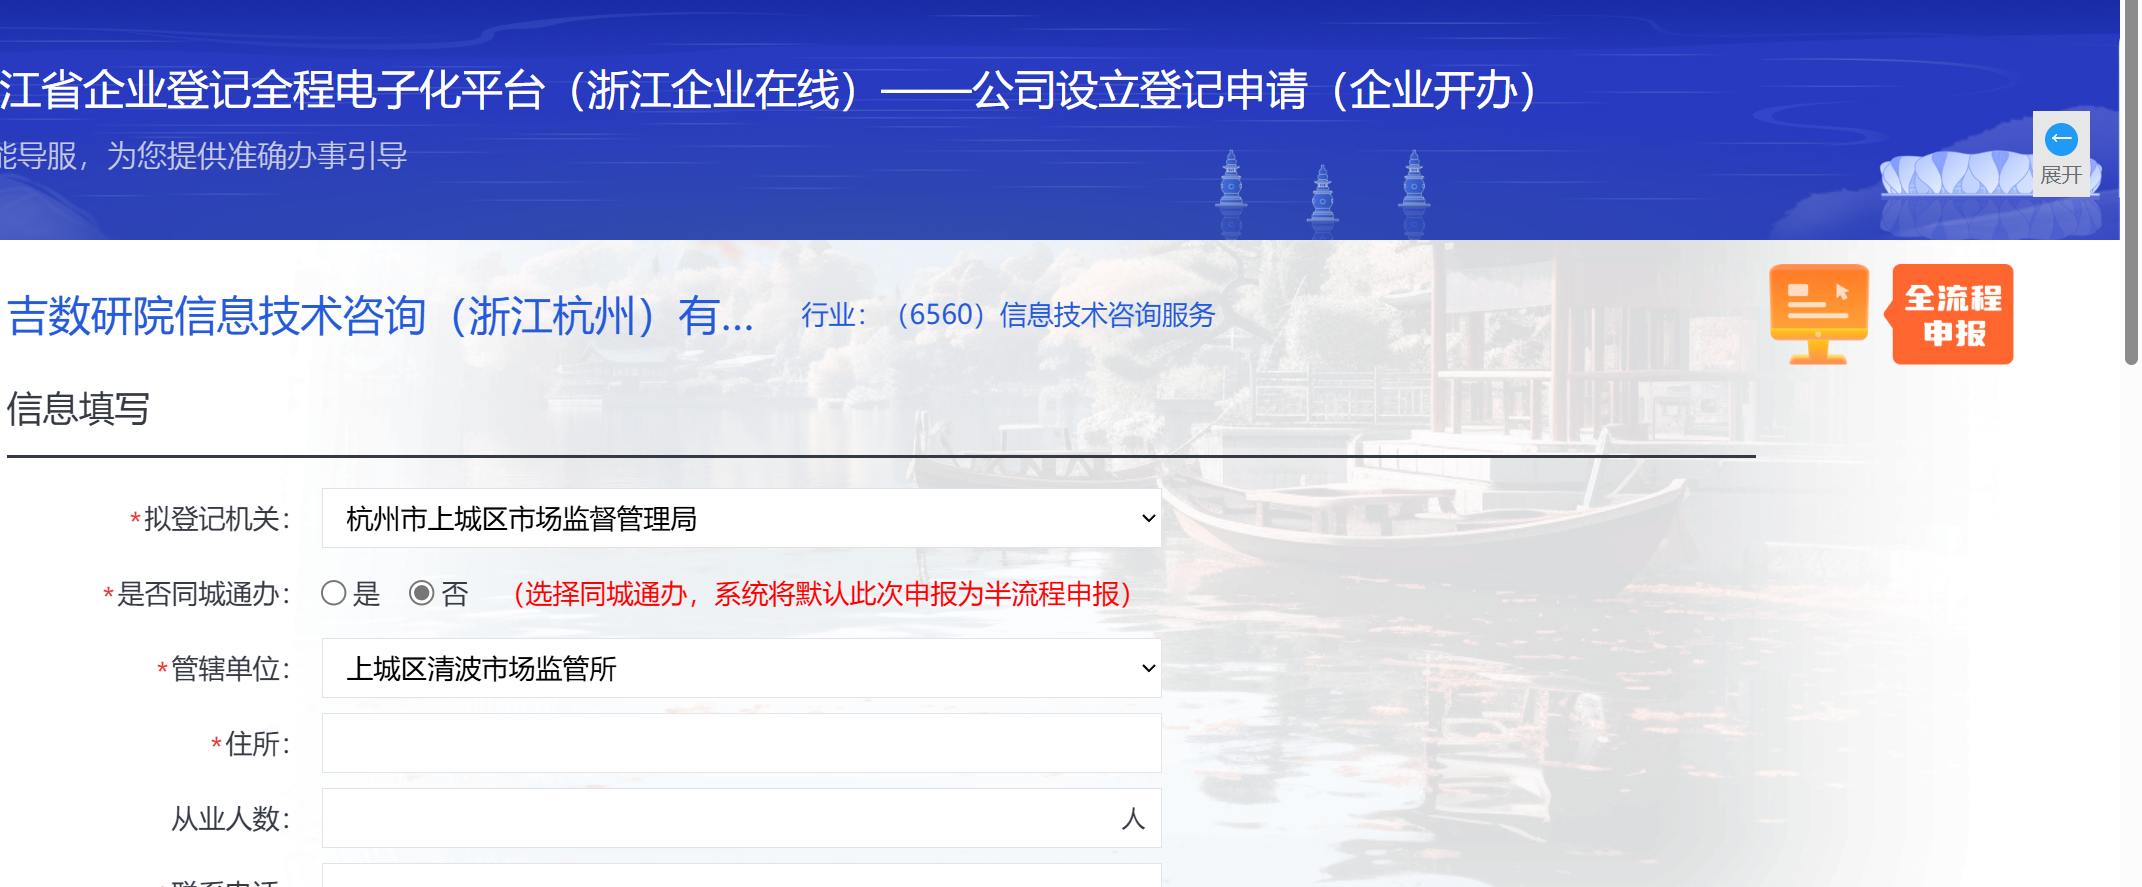 江省企业登记全程电子化平台（浙江企业在线）——公司设立登记申请（企业开办）
能导服，为您提供准确办事引导
展开
吉数研院信息技术咨询（浙江杭州）有... 行业：（6560）信息技术咨询服务
全流程
申报
信息填写
*拟登记机关： 杭州市上城区市场监督管理局
*是否同城通办： 是 否 （选择同城通办，系统将默认此次申报为半流程申报）
*管辖单位： 上城区清波市场监管所
*住所：
从业人数： 人